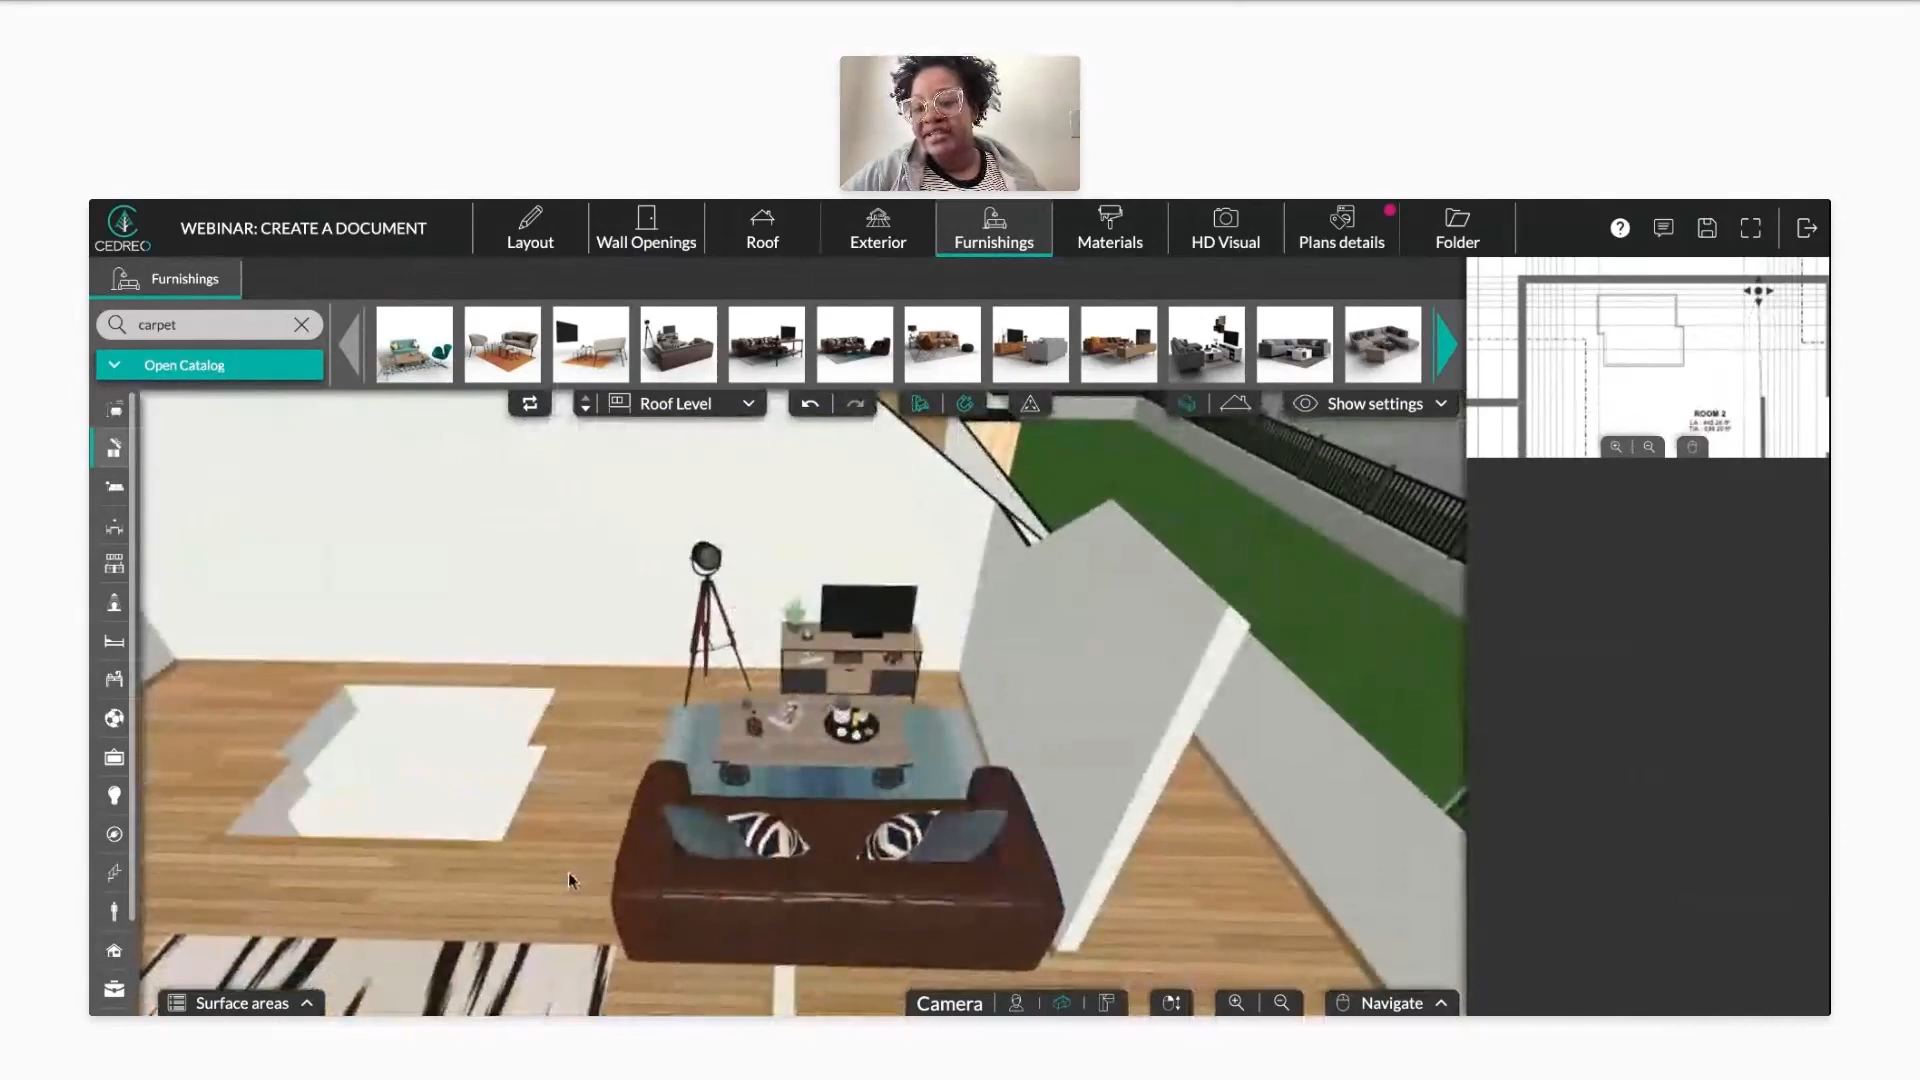 CEDREO
WEBINAR: CREATE A DOCUMENT
Layout
Wall Openings
Roof
Exterior
Furnishings
Materials
HD Visual
Plans details
Folder
Furnishings
carpet
Open Catalog
Roof Level
Show settings
ROOM 2
Surface areas
Camera
Navigate